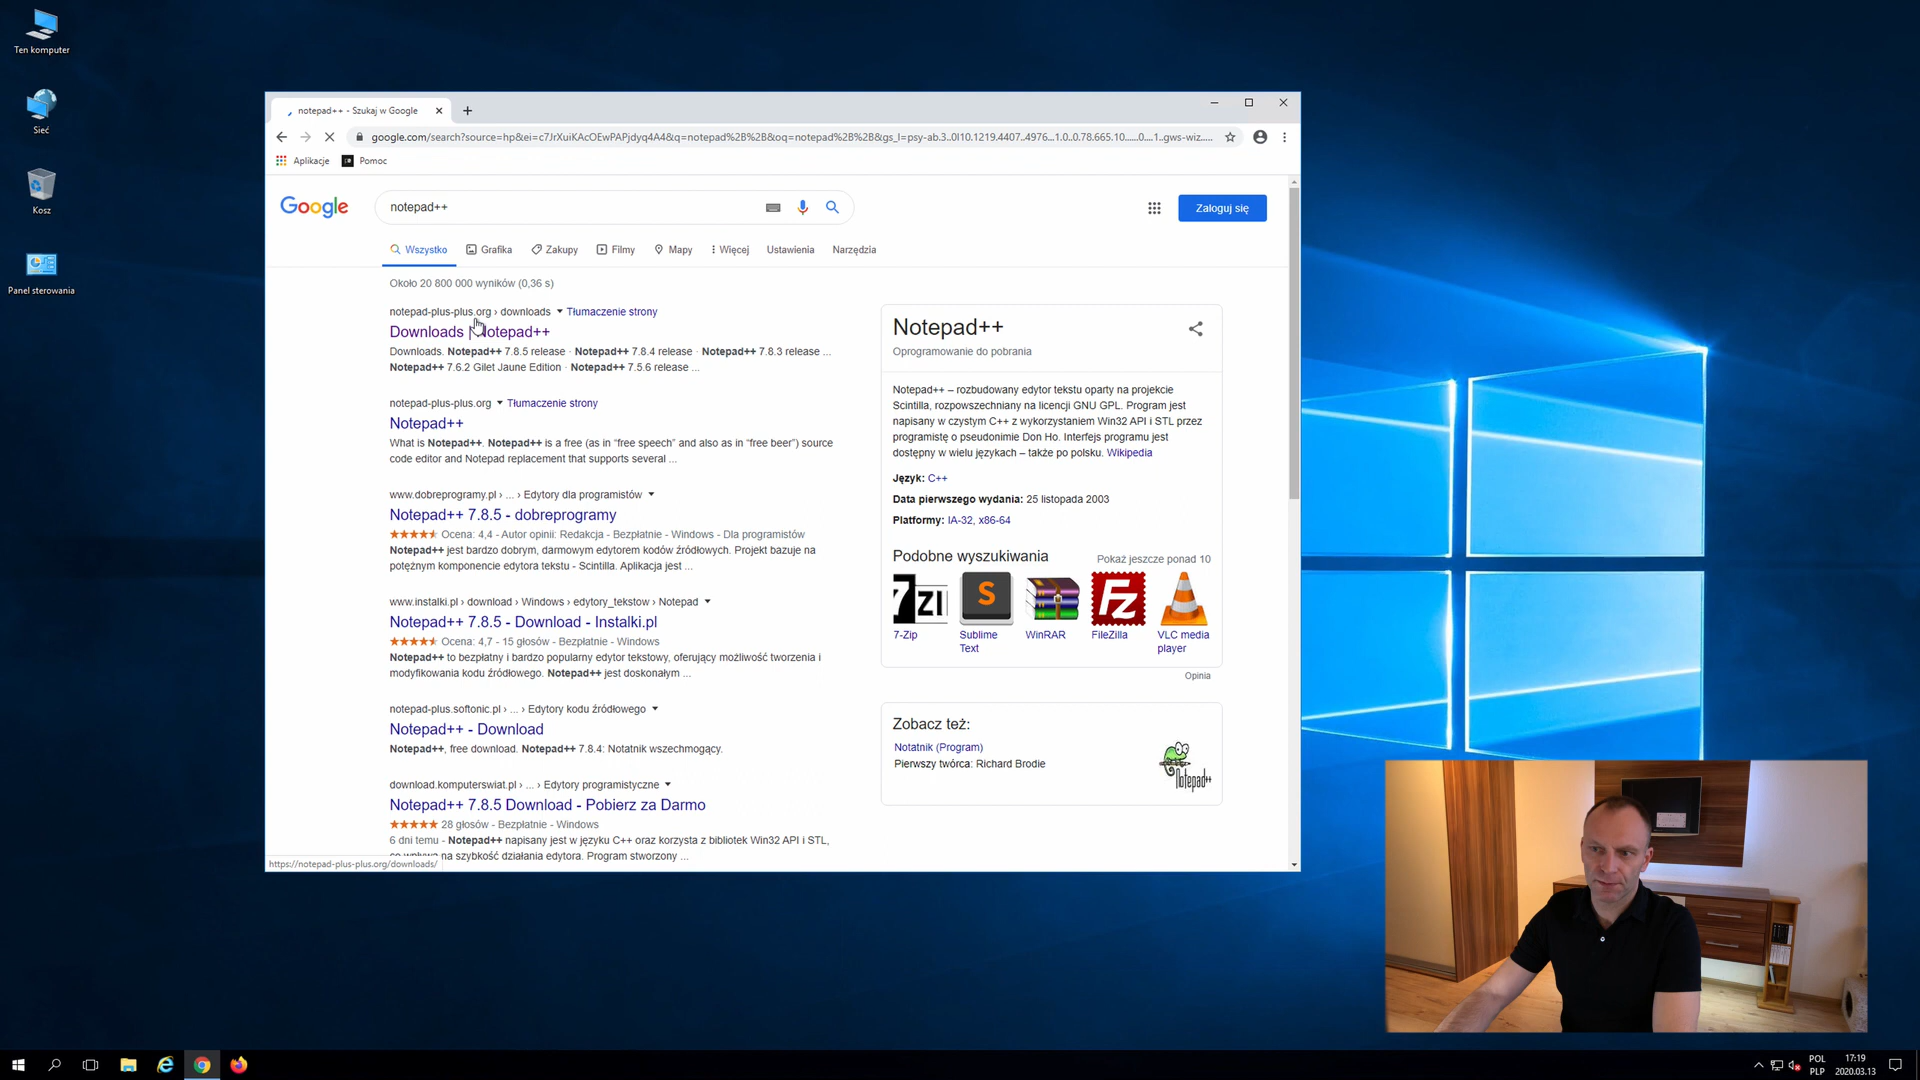 Ten komputer
Sieć
Kosz
Panel sterowania
notepad++ - Szukaj w Google
google.com/search?source=hp&ei=c7JrXuiKAcOEwPAPjdyq4A4&q=notepad%2B%2B&oq=notepad%2B%2B&gs_l=psy-ab.3..0l10.1219.4407..4976...1.0..0.78.665.10......0....1..gws-wiz.....
Aplikacje
Pomoc
Google
notepad++
Zaloguj się
Wszystko
Grafika
Zakupy
Filmy
Mapy
Więcej
Ustawienia
Narzędzia
Około 20 800 000 wyników (0,36 s)
notepad-plus-plus.org › downloads Tłumaczenie strony
Downloads | Notepad++
Downloads. Notepad++ 7.8.5 release · Notepad++ 7.8.4 release · Notepad++ 7.8.3 release ...
Notepad++ 7.6.2 Gilet Jaune Edition · Notepad++ 7.5.6 release ...
notepad-plus-plus.org Tłumaczenie strony
Notepad++
What is Notepad++. Notepad++ is a free (as in “free speech” and also as in “free beer”) source
code editor and Notepad replacement that supports several ...
www.dobreprogramy.pl › ... › Edytory dla programistów
Notepad++ 7.8.5 - dobreprogramy
Ocena: 4,4 - Autor opinii: Redakcja - Bezpłatnie - Windows - Dla programistów
Notepad++ jest bardzo dobrym, darmowym edytorem kodów źródłowych. Projekt bazuje na
potężnym komponencie edytora tekstu - Scintilla. Aplikacja jest ...
www.instalki.pl › download › Windows › edytory_tekstow › Notepad
Notepad++ 7.8.5 - Download - Instalki.pl
Ocena: 4,7 - 15 głosów - Bezpłatnie - Windows
Notepad++ to bezpłatny i bardzo popularny edytor tekstowy, oferujący możliwość tworzenia i
modyfikowania kodu źródłowego. Notepad++ jest doskonałym ...
notepad-plus.softonic.pl › ... › Edytory kodu źródłowego
Notepad++ - Download
Notepad++, free download. Notepad++ 7.8.4: Notatnik wszechmogący.
download.komputerswiat.pl › ... › Edytory programistyczne
Notepad++ 7.8.5 Download - Pobierz za Darmo
28 głosów - Bezpłatnie - Windows
6 dni temu - Notepad++ napisany jest w języku C++ oraz korzysta z bibliotek Win32 API i STL,
co wpływa na szybkość działania edytora. Program stworzony ...
https://notepad-plus-plus.org/downloads/
Notepad++
Oprogramowanie do pobrania
Notepad++ – rozbudowany edytor tekstu oparty na projekcie
Scintilla, rozpowszechniany na licencji GNU GPL. Program jest
napisany w czystym C++ z wykorzystaniem Win32 API i STL przez
programistę o pseudonimie Don Ho. Interfejs programu jest
dostępny w wielu językach – także po polsku. Wikipedia
Język: C++
Data pierwszego wydania: 25 listopada 2003
Platformy: IA-32, x86-64
Podobne wyszukiwania
Pokaż jeszcze ponad 10
7-Zip
Sublime
Text
WinRAR
FileZilla
VLC media
player
Opinia
Zobacz też:
Notatnik (Program)
Pierwszy twórca: Richard Brodie
Notepad++
POL
PLP
17:19
2020.03.13